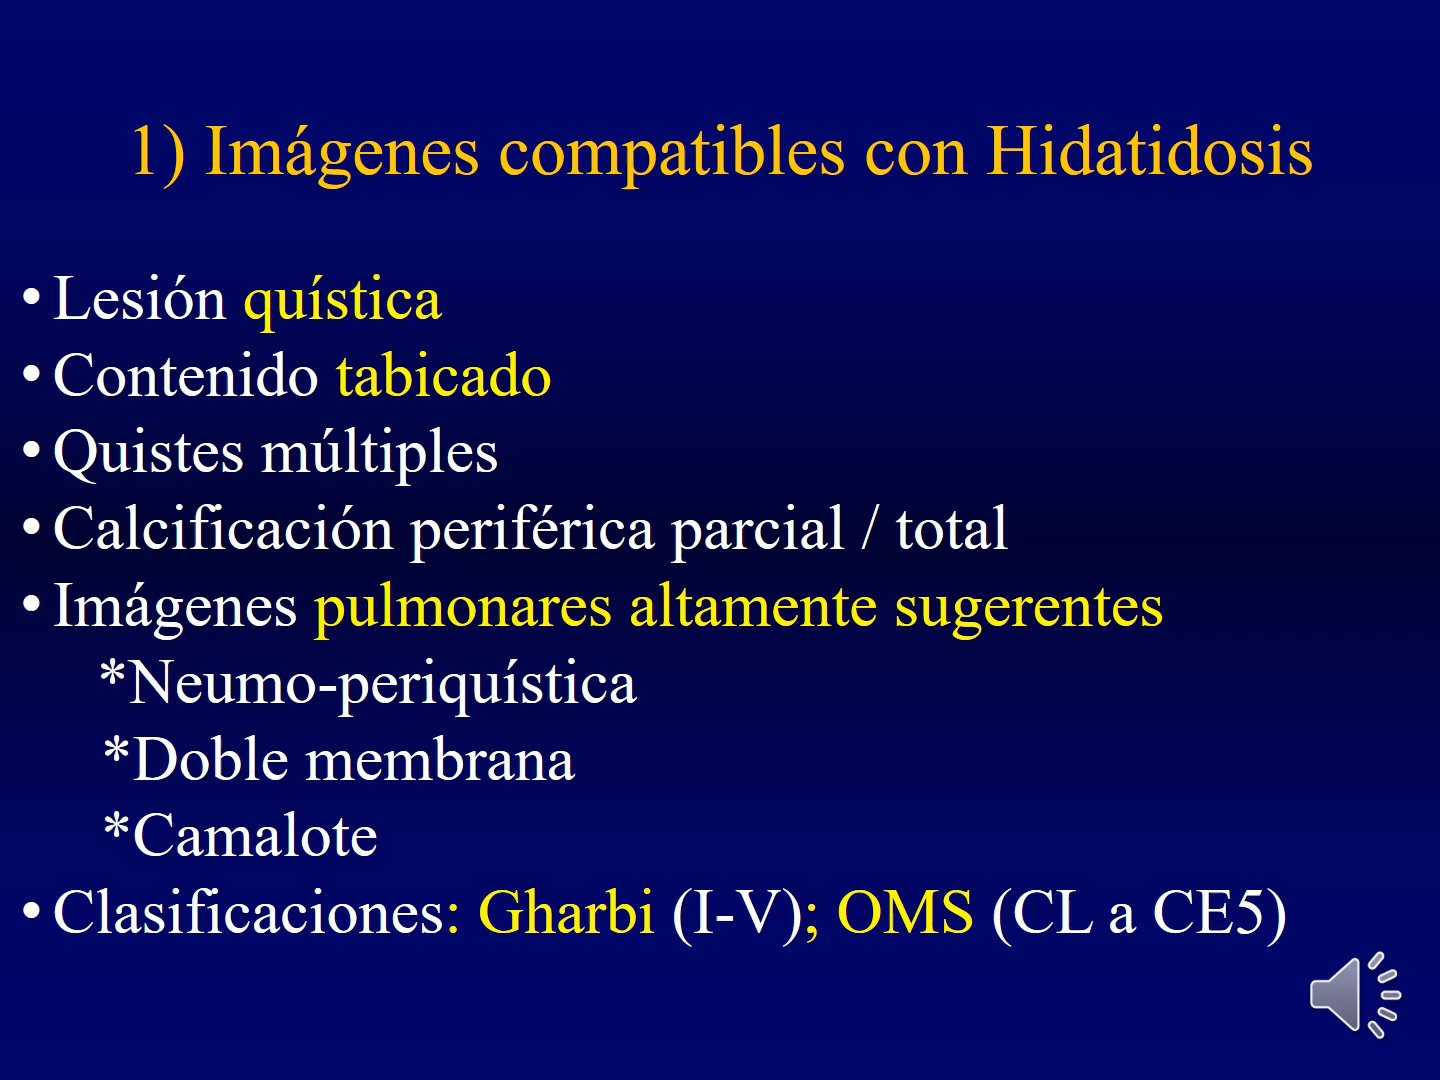 1) Imágenes compatibles con Hidatidosis
• Lesión quística
• Contenido tabicado
• Quistes múltiples
• Calcificación periférica parcial / total
• Imágenes pulmonares altamente sugerentes
*Neumo-periquística
*Doble membrana
*Camalote
• Clasificaciones: Gharbi (I-V); OMS (CL a CE5)